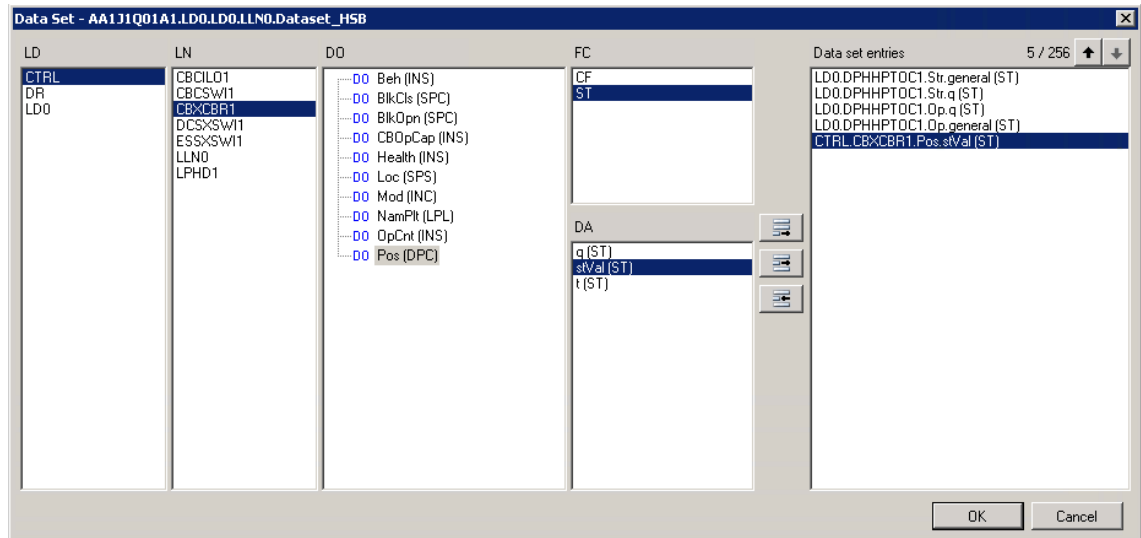 Data Set - AA1J1Q01A1.LD0.LD0.LLN0.Dataset_HSB
LD
CTRL
DR
LD0
LN
CBCILO1
CBCSWI1
CBXCBR1
DCSXSWI1
ESSXSWI1
LLN0
LPHD1
DO
DO Beh (INS)
DO BlkCls (SPC)
DO BlkOpn (SPC)
DO CBOpCap (INS)
DO Health (INS)
DO Loc (SPS)
DO Mod (INC)
DO NamPlt (LPL)
DO OpCnt (INS)
DO Pos (DPC)
FC
CF
ST
DA
q (ST)
stVal (ST)
t (ST)
Data set entries 5 / 256
LD0.DPHHPTOC1.Str.general (ST)
LD0.DPHHPTOC1.Str.q (ST)
LD0.DPHHPTOC1.Op.q (ST)
LD0.DPHHPTOC1.Op.general (ST)
CTRL.CBXCBR1.Pos.stVal (ST)
OK Cancel